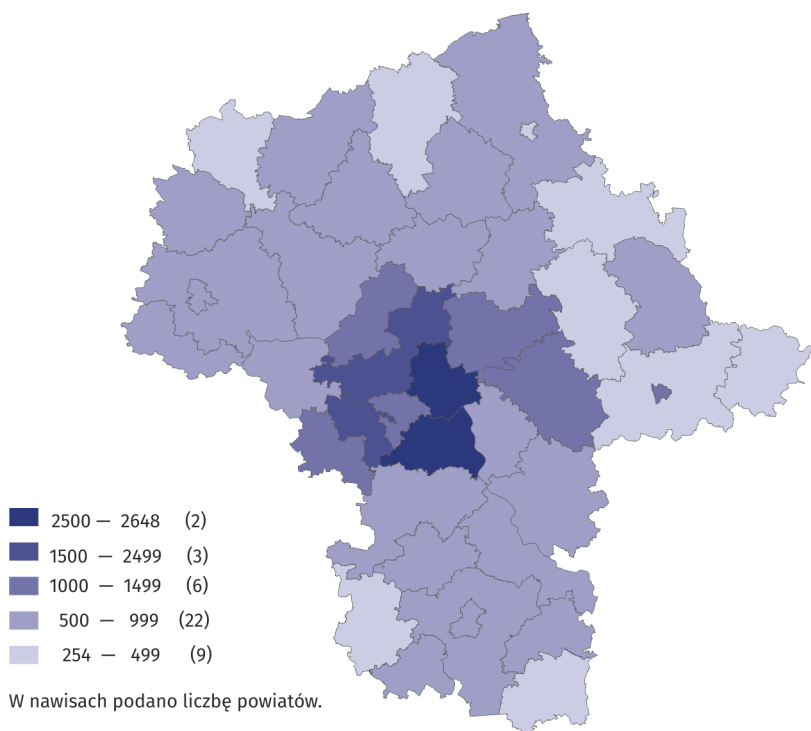 2500 — 2648 (2)
1500 — 2499 (3)
1000 — 1499 (6)
500 — 999 (22)
254 — 499 (9)
W nawisach podano liczbę powiatów.